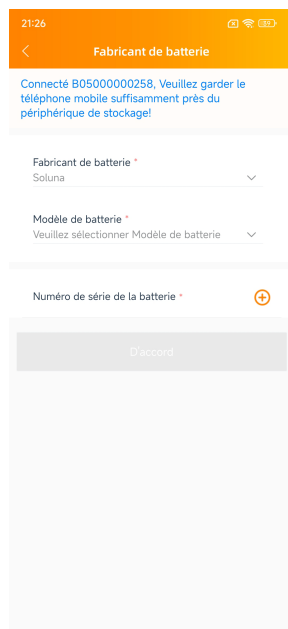 21:26
Fabricant de batterie
Connecté B05000000258, Veuillez garder le
téléphone mobile suffisamment près du
périphérique de stockage!
Fabricant de batterie *
Soluna
Modèle de batterie *
Veuillez sélectionner Modèle de batterie
Numéro de série de la batterie *
D'accord